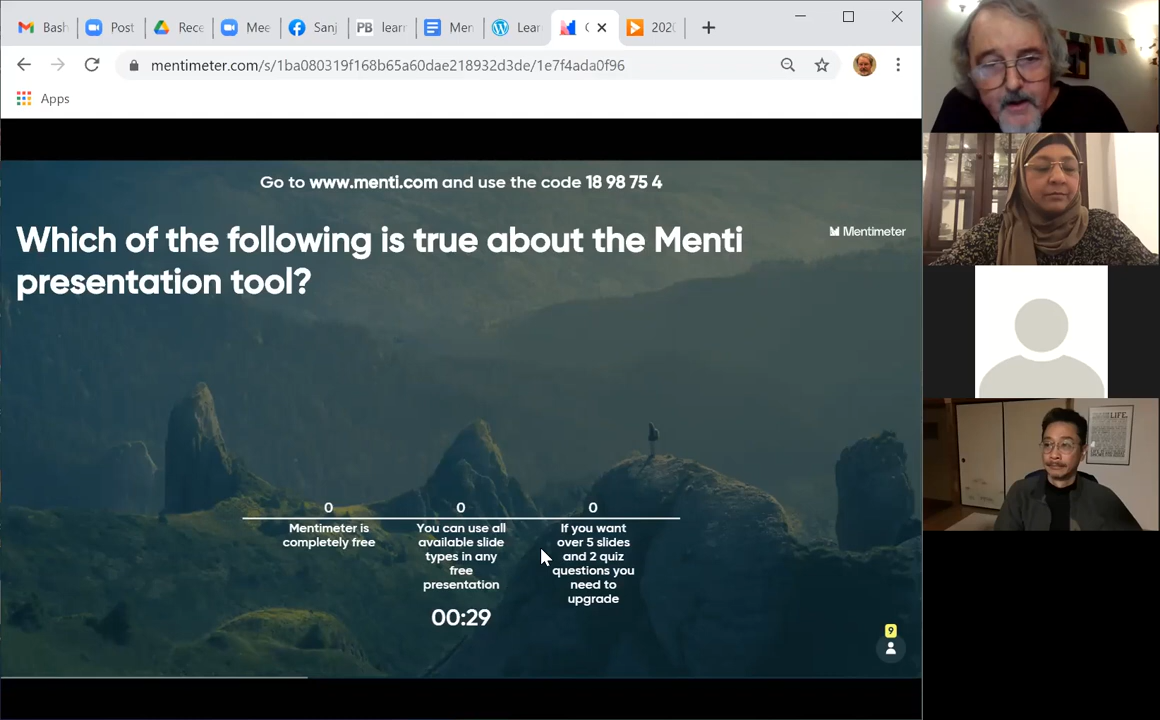 Bash
Post
Rece
Mee
Sanj
PB
learr
Men
Lear
2020
mentimeter.com/s/1ba080319f168b65a60dae218932d3de/1e7f4ada0f96
Apps
Go to www.menti.com and use the code 18 98 75 4
Which of the following is true about the Menti
presentation tool?
Mentimeter
0
0
0
Mentimeter is
completely free
You can use all
available slide
types in any
free
presentation
If you want
over 5 slides
and 2 quiz
questions you
need to
upgrade
00:29
9
LIFE.